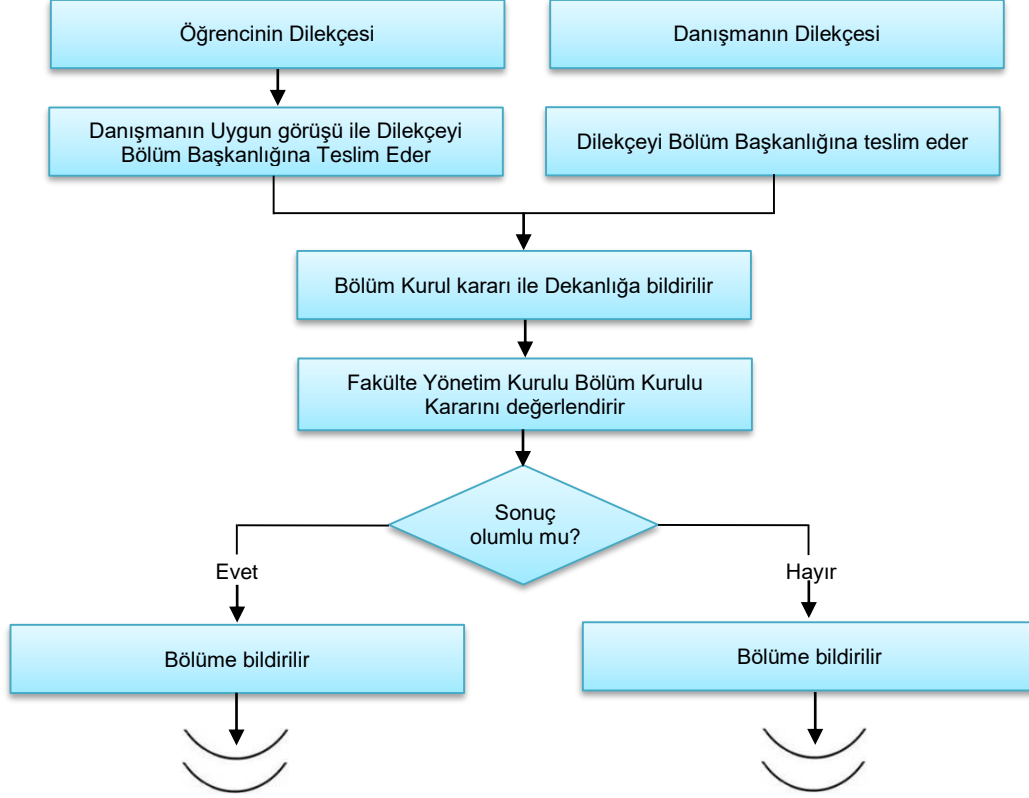 Öğrencinin Dilekçesi
Danışmanın Dilekçesi
Danışmanın Uygun görüşü ile Dilekçeyi
Bölüm Başkanlığına Teslim Eder
Dilekçeyi Bölüm Başkanlığına teslim eder
Bölüm Kurul kararı ile Dekanlığa bildirilir
Fakülte Yönetim Kurulu Bölüm Kurulu
Kararını değerlendirir
Sonuç
olumlu mu?
Evet
Hayır
Bölüme bildirilir
Bölüme bildirilir